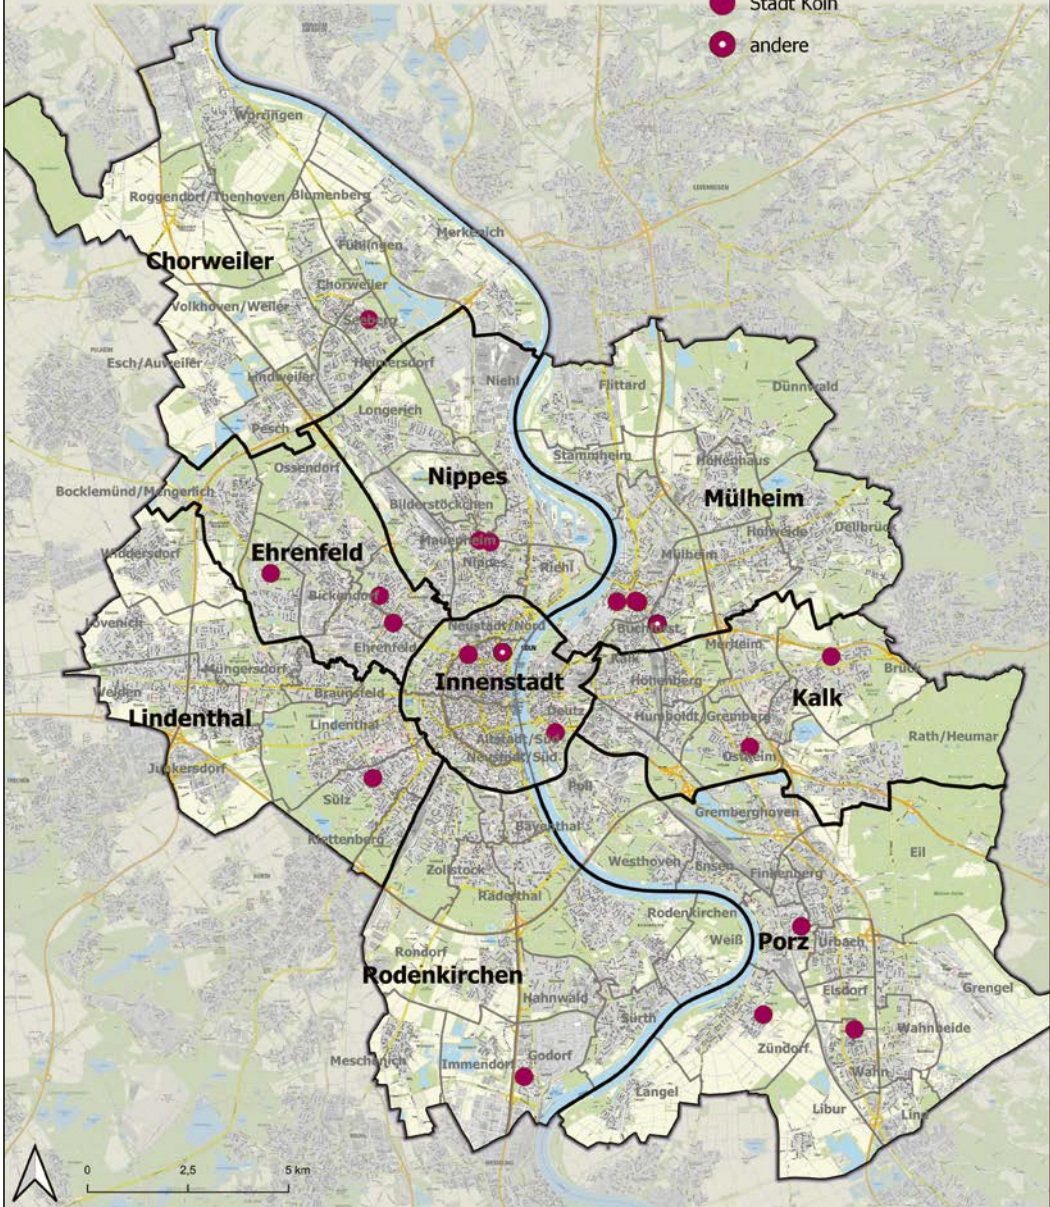 Stadt Köln
andere
Worringen
Roggendorf/Thenhoven
Blumenberg
LEVERKUSEN
Merkenich
Fühlingen
Chorweiler
Chorweiler
Volkhoven/Weiler
Seeberg
Esch/Auweiler
Heimersdorf
Lindweiler
Niehl
Flittard
Dünnwald
Longerich
Pesch
Stammheim
Höhenhaus
Ossendorf
Nippes
Mülheim
Bocklemünd/Mengenich
Bilderstöckchen
Dellbrück
Holweide
Mauenheim
Widdersdorf
Ehrenfeld
Mülheim
Nippes
Riehl
Bickendorf
Lövenich
Neustadt/Nord
Buchforst
Ehrenfeld
KÖLN
Merheim
Kalk
Müngersdorf
Brück
Innenstadt
Höhenberg
Weiden
Braunsfeld
Kalk
Lindenthal
Lindenthal
Deutz
Humboldt/Gremberg
Altstadt/Süd
Rath/Heumar
Neustadt/Süd
Ostheim
Junkersdorf
Sülz
Poll
Gremberghoven
Bayenthal
Klettenberg
Eil
Westhoven
Ensen
Zollstock
Finkenberg
Raderthal
Rodenkirchen
Weiß
Porz
Urbach
Rondorf
Rodenkirchen
Elsdorf
Grengel
Hahnwald
Sürth
Wahnheide
Zündorf
Godorf
Meschenich
Immendorf
Wahn
Langel
Libur
Lind
0
2,5
5 km